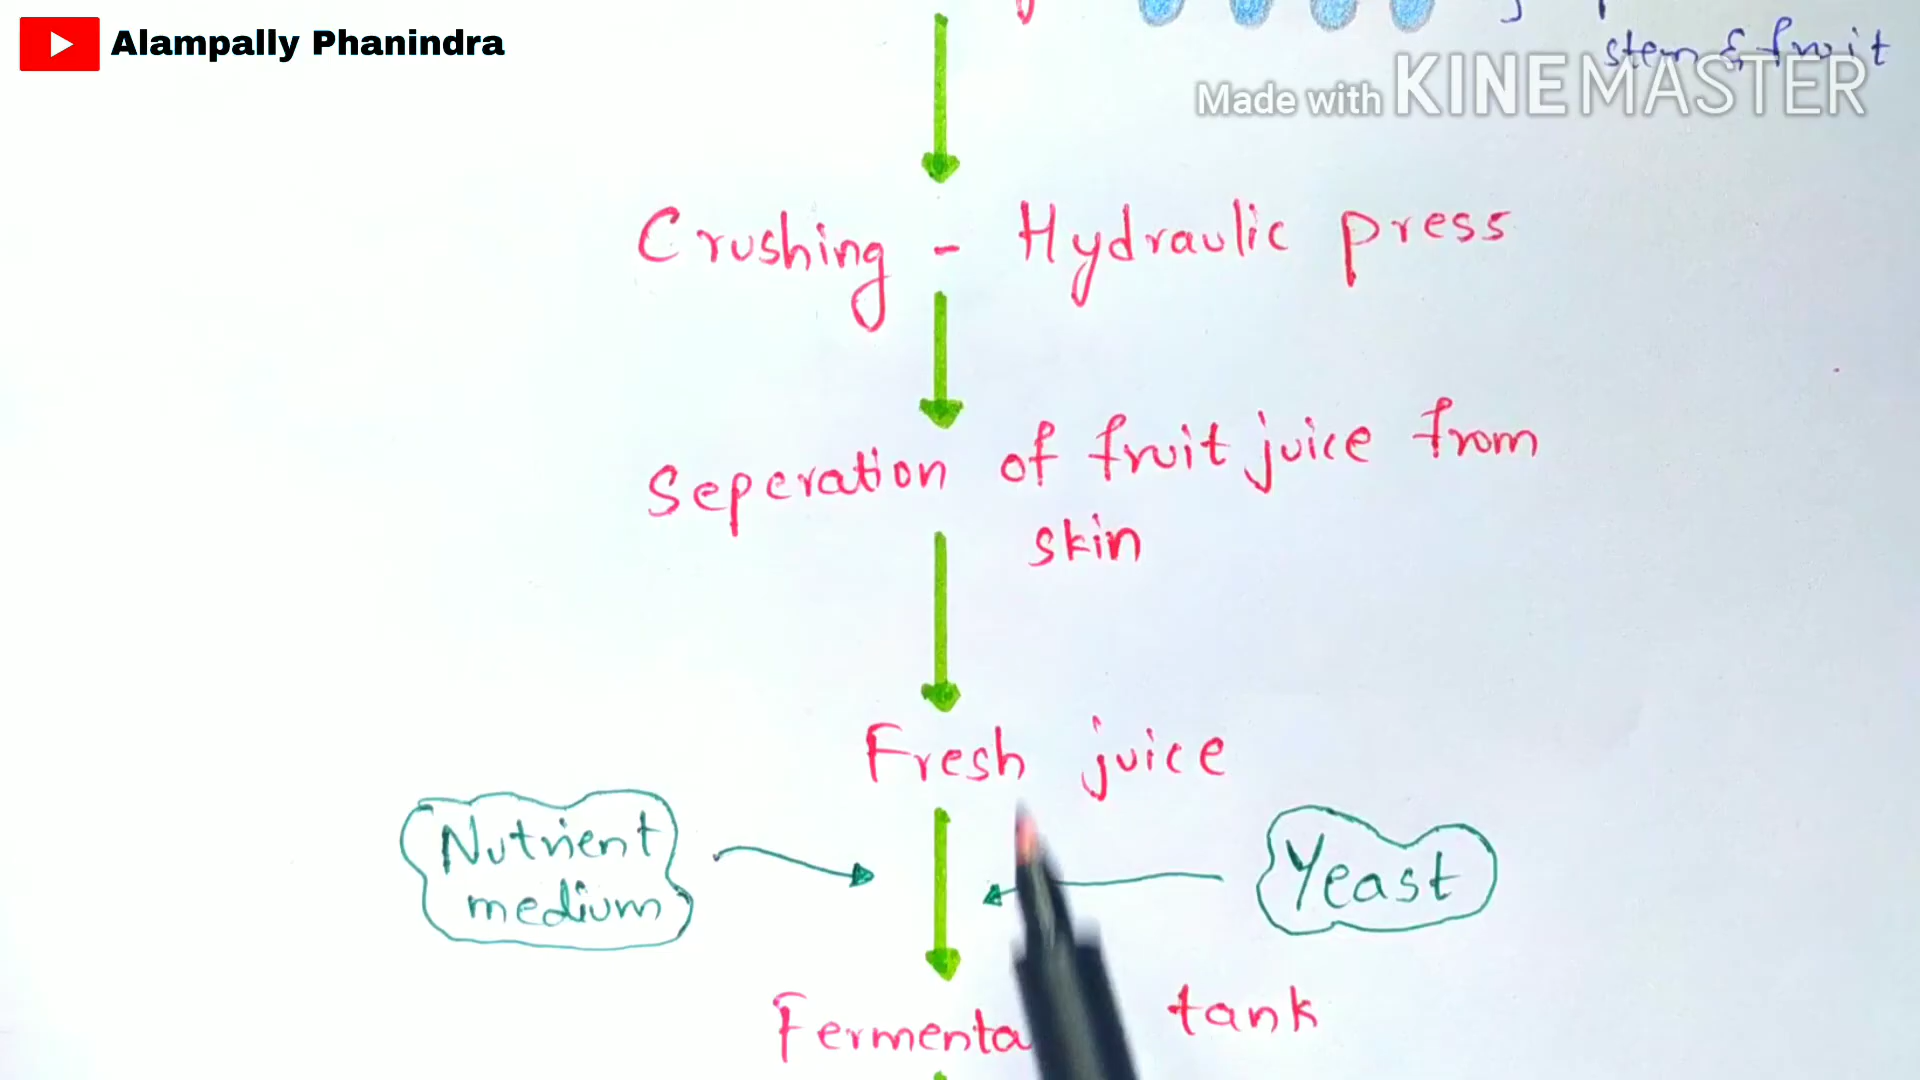 Alampally Phanindra
stem & fruit
Made with KINEMASTER
Crushing - Hydraulic press
Seperation of fruit juice from
skin
Fresh juice
Nutrient
medium
Yeast
tank